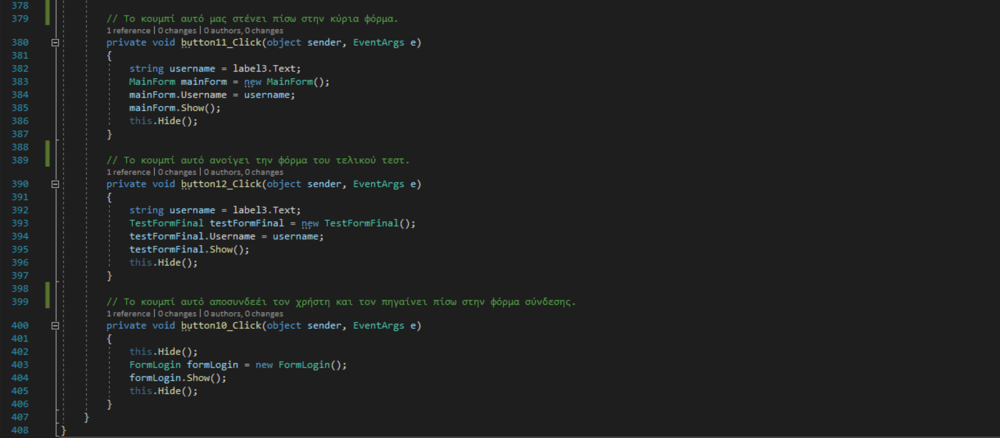 378
379 // Το κουμπί αυτό μας στένει πίσω στην κύρια φόρμα.
1 reference | 0 changes | 0 authors, 0 changes
380 private void button11_Click(object sender, EventArgs e)
381 {
382 string username = label3.Text;
383 MainForm mainForm = new MainForm();
384 mainForm.Username = username;
385 mainForm.Show();
386 this.Hide();
387 }
388
389 // Το κουμπί αυτό ανοίγει την φόρμα του τελικού τεστ.
1 reference | 0 changes | 0 authors, 0 changes
390 private void button12_Click(object sender, EventArgs e)
391 {
392 string username = label3.Text;
393 TestFormFinal testFormFinal = new TestFormFinal();
394 testFormFinal.Username = username;
395 testFormFinal.Show();
396 this.Hide();
397 }
398
399 // Το κουμπί αυτό αποσυνδεέι τον χρήστη και τον πηγαίνει πίσω στην φόρμα σύνδεσης.
1 reference | 0 changes | 0 authors, 0 changes
400 private void button10_Click(object sender, EventArgs e)
401 {
402 this.Hide();
403 FormLogin formLogin = new FormLogin();
404 formLogin.Show();
405 this.Hide();
406 }
407 }
408 }